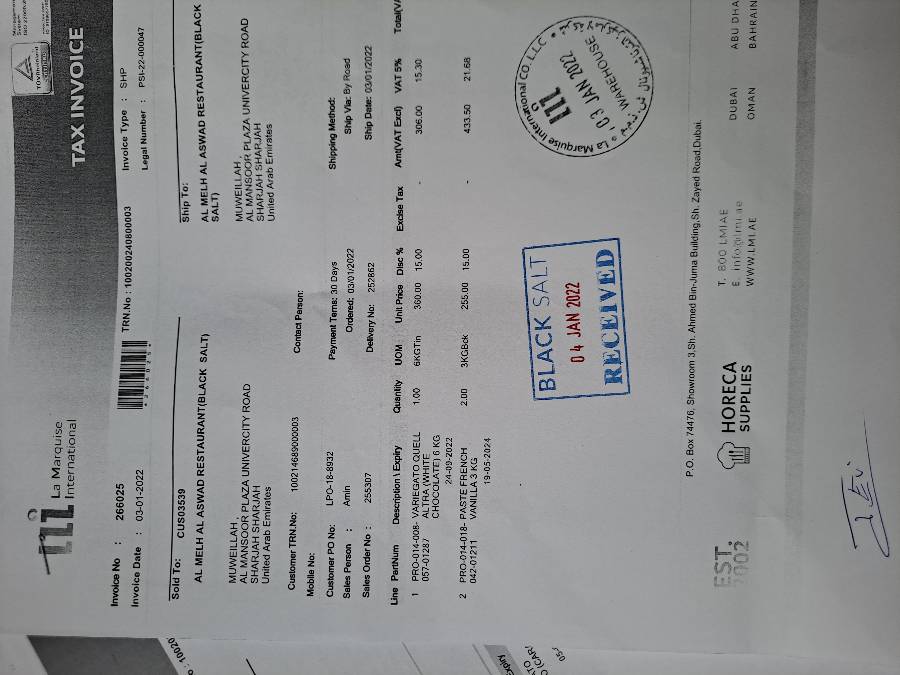 La Marquise
International
TAX INVOICE
Invoice No : 266025
TRN.No : 100200240800003
Invoice Type : SHP
Invoice Date : 03-01-2022
Legal Number : PSI-22-000047
Sold To: CUS03539
AL MELH AL ASWAD RESTAURANT(BLACK SALT)
MUWEILLAH,
AL MANSOOR PLAZA UNIVERCITY ROAD
SHARJAH SHARJAH
United Arab Emirates
Ship To:
AL MELH AL ASWAD RESTAURANT(BLACK
SALT)
MUWEILLAH,
AL MANSOOR PLAZA UNIVERCITY ROAD
SHARJAH SHARJAH
United Arab Emirates
Customer TRN.No: 100214689000003
Mobile No:
Contact Person:
Customer PO No: LPO-18-8932
Payment Terms: 30 Days
Shipping Method:
Sales Person : Amin
Ordered: 03/01/2022
Ship Via: By Road
Sales Order No : 255307
Delivery No: 252862
Ship Date: 03/01/2022
Line PartNum Description \ Expiry Quantity UOM Unit Price Disc % Excise Tax Amt(VAT Excl) VAT 5%
1 PRO-014-008- VARIEGATO QUELL 1.00 6KGTin 360.00 15.00 - 306.00 15.30
057-01287 ALTRA (WHITE
CHOCOLATE) 6 KG
24-09-2022
2 PRO-014-018- PASTE FRENCH 2.00 3KGBck 255.00 15.00 - 433.50 21.68
042-01211 VANILLA 3 KG
19-05-2024
La Marquise International CO. L.L.C
03 JAN 2022
WAREHOUSE
BLACK SALT
04 JAN 2022
RECEIVED
P.O. Box 74476, Showroom 3,Sh. Ahmed Bin-Juma Building,Sh. Zayed Road,Dubai.
EST.
2002
HORECA
SUPPLIES
T. 800 LMIAE
E. info@lmi.ae
WWW.LMI.AE
DUBAI ABU DHA
OMAN BAHRAIN